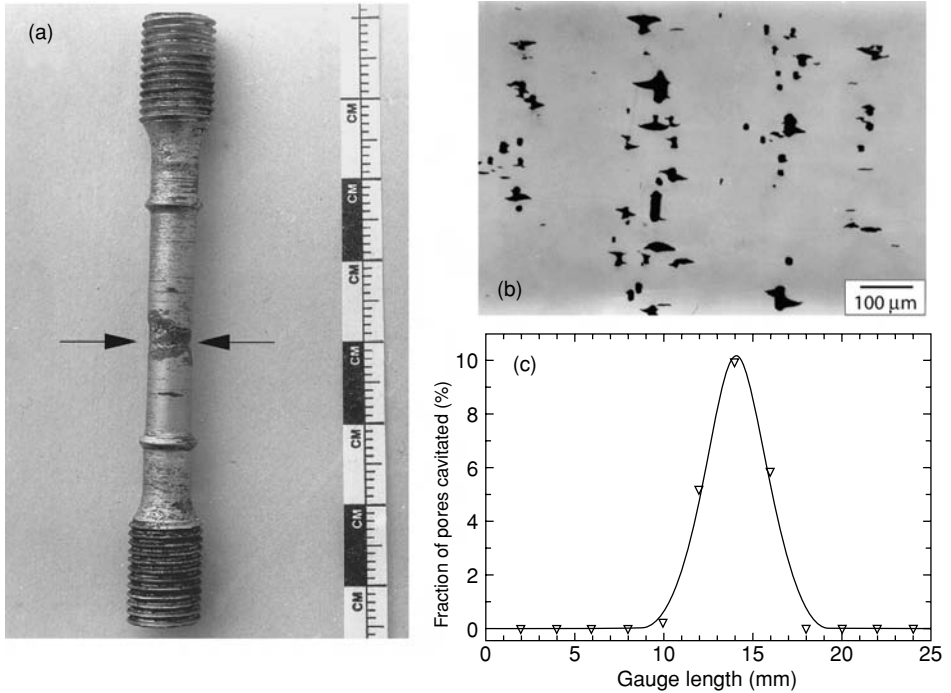 (a)
CM
CM
CM
CM
CM
CM
CM
(b)
100 μm
(c)
Fraction of pores cavitated (%)
10
8
6
4
2
0
0 5 10 15 20 25
Gauge length (mm)